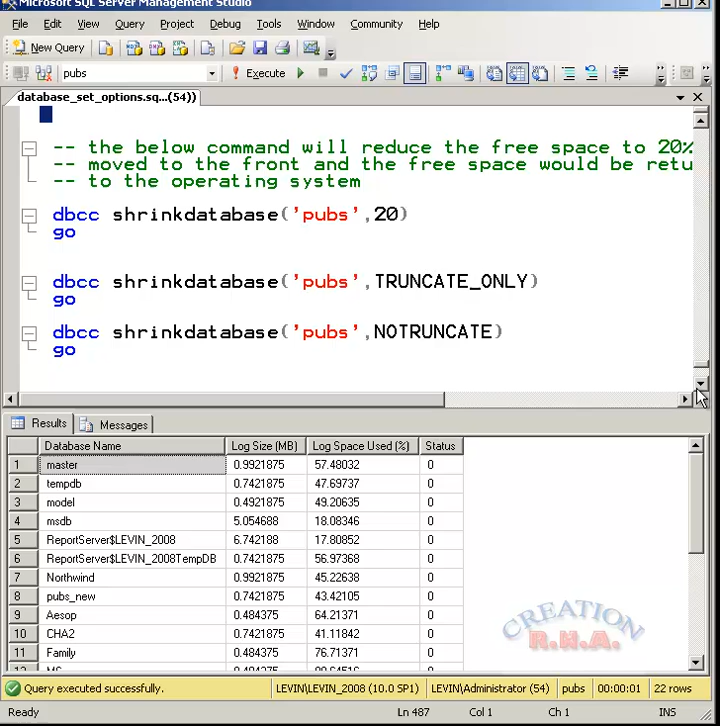 Microsoft SQL Server Management Studio
File Edit View Query Project Debug Tools Window Community Help
New Query
pubs Execute
database_set_options.sq...(54))
-- the below command will reduce the free space to 20%
-- moved to the front and the free space would be retu
-- to the operating system
dbcc shrinkdatabase('pubs',20)
go
dbcc shrinkdatabase('pubs',TRUNCATE_ONLY)
go
dbcc shrinkdatabase('pubs',NOTRUNCATE)
go
Results Messages
Database Name Log Size (MB) Log Space Used (%) Status
1 master 0.9921875 57.48032 0
2 tempdb 0.7421875 47.69737 0
3 model 0.4921875 49.20635 0
4 msdb 5.054688 18.08346 0
5 ReportServer$LEVIN_2008 6.742188 17.80852 0
6 ReportServer$LEVIN_2008TempDB 0.7421875 56.97368 0
7 Northwind 0.9921875 45.22638 0
8 pubs_new 0.7421875 43.42105 0
9 Aesop 0.484375 64.21371 0
10 CHA2 0.7421875 41.11842 0
11 Family 0.484375 76.71371 0
CREATION
R.N.A.
Query executed successfully. LEVIN\LEVIN_2008 (10.0 SP1) LEVIN\Administrator (54) pubs 00:00:01 22 rows
Ready Ln 487 Col 1 Ch 1 INS